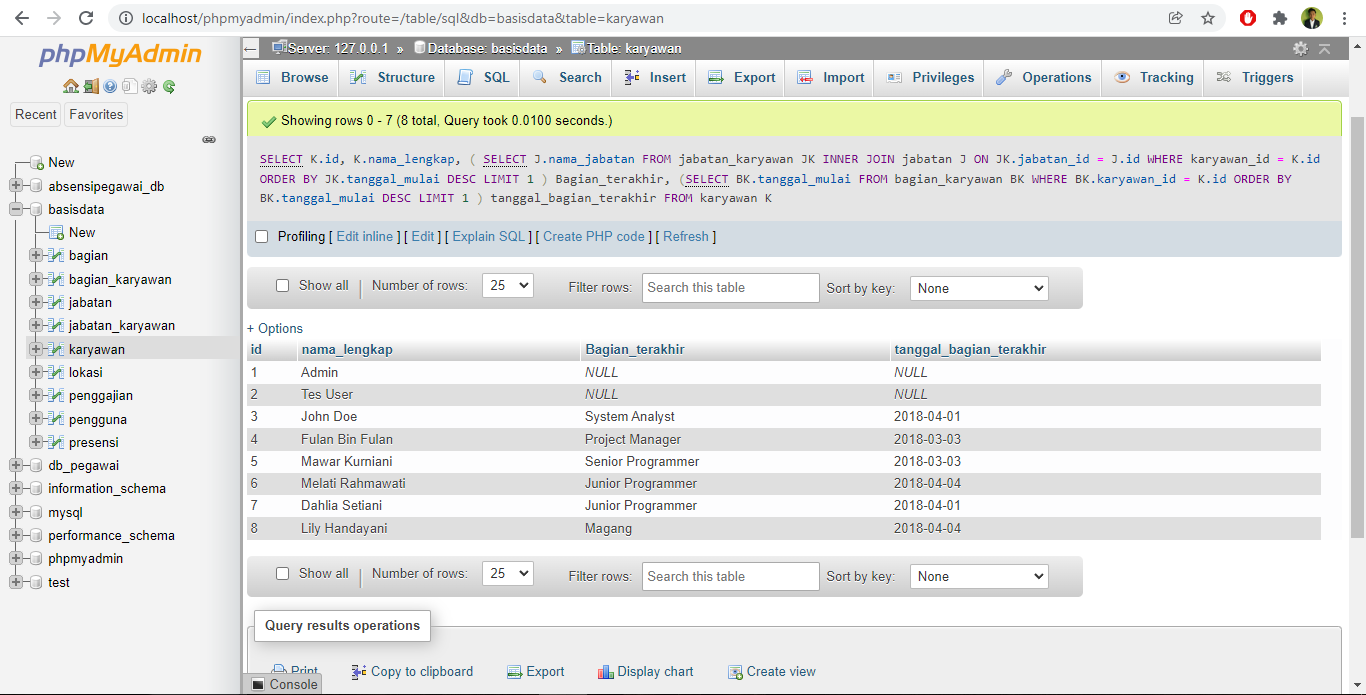 localhost/phpmyadmin/index.php?route=/table/sql&db=basisdata&table=karyawan
phpMyAdmin
Recent Favorites
New
absensipegawai_db
basisdata
New
bagian
bagian_karyawan
jabatan
jabatan_karyawan
karyawan
lokasi
penggajian
pengguna
presensi
db_pegawai
information_schema
mysql
performance_schema
phpmyadmin
test
Server: 127.0.0.1 » Database: basisdata » Table: karyawan
Browse Structure SQL Search Insert Export Import Privileges Operations Tracking Triggers
Showing rows 0 - 7 (8 total, Query took 0.0100 seconds.)
SELECT K.id, K.nama_lengkap, ( SELECT J.nama_jabatan FROM jabatan_karyawan JK INNER JOIN jabatan J ON JK.jabatan_id = J.id WHERE karyawan_id = K.id
ORDER BY JK.tanggal_mulai DESC LIMIT 1 ) Bagian_terakhir, (SELECT BK.tanggal_mulai FROM bagian_karyawan BK WHERE BK.karyawan_id = K.id ORDER BY
BK.tanggal_mulai DESC LIMIT 1 ) tanggal_bagian_terakhir FROM karyawan K
Profiling [ Edit inline ] [ Edit ] [ Explain SQL ] [ Create PHP code ] [ Refresh ]
Show all | Number of rows: 25 Filter rows: Search this table Sort by key: None
+ Options
id nama_lengkap Bagian_terakhir tanggal_bagian_terakhir
1 Admin NULL NULL
2 Tes User NULL NULL
3 John Doe System Analyst 2018-04-01
4 Fulan Bin Fulan Project Manager 2018-03-03
5 Mawar Kurniani Senior Programmer 2018-03-03
6 Melati Rahmawati Junior Programmer 2018-04-04
7 Dahlia Setiani Junior Programmer 2018-04-01
8 Lily Handayani Magang 2018-04-04
Show all | Number of rows: 25 Filter rows: Search this table Sort by key: None
Query results operations
Print Copy to clipboard Export Display chart Create view
Console